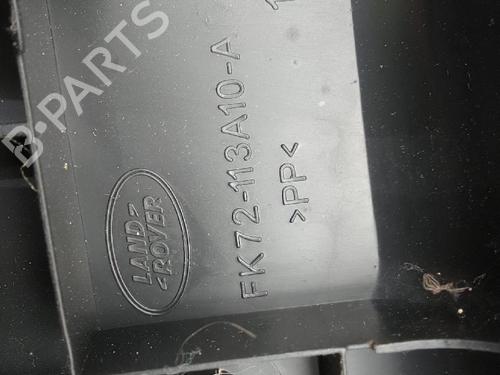 B-PARTS
LAND
ROVER
FK72-113A10-A
>PP<